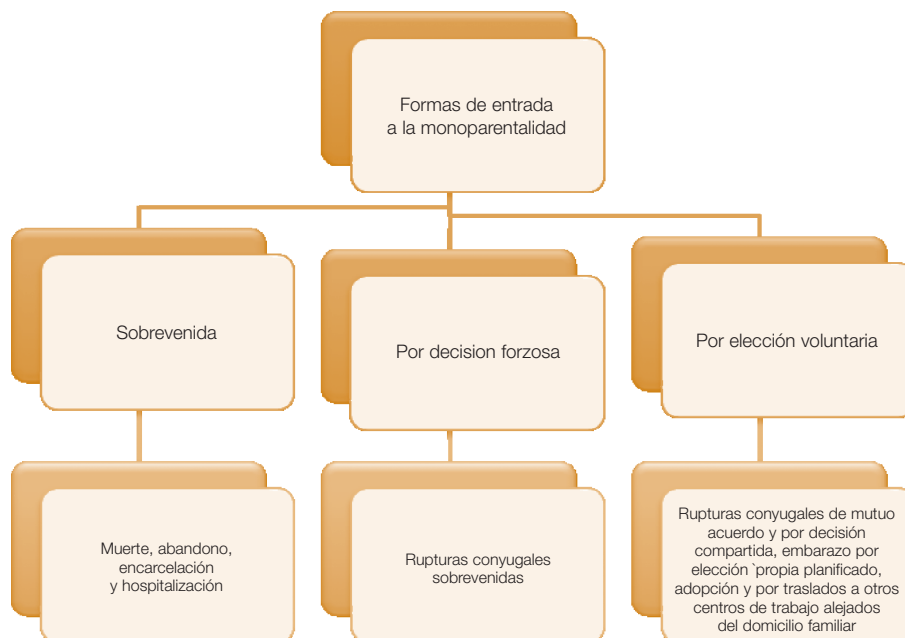 Formas de entrada
a la monoparentalidad
Sobrevenida
Por decision forzosa
Por elección voluntaria
Muerte, abandono,
encarcelación
y hospitalización
Rupturas conyugales
sobrevenidas
Rupturas conyugales de mutuo
acuerdo y por decisión
compartida, embarazo por
elección `propia planificado,
adopción y por traslados a otros
centros de trabajo alejados
del domicilio familiar